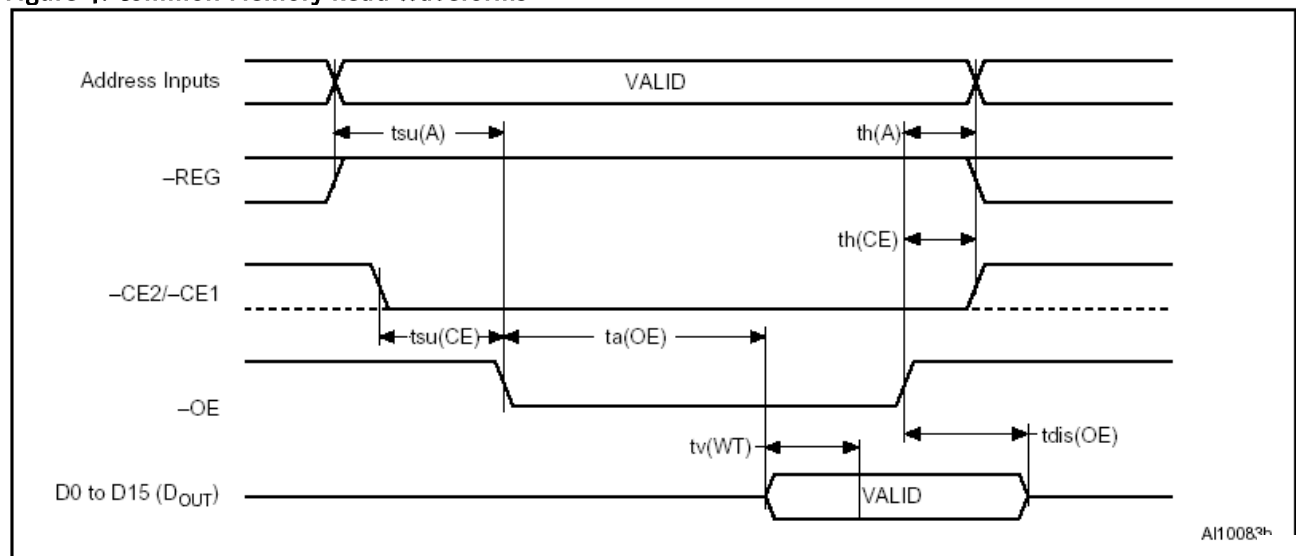 Address Inputs
VALID
tsu(A)
th(A)
–REG
th(CE)
–CE2/–CE1
tsu(CE)
ta(OE)
–OE
tv(WT)
tdis(OE)
D0 to D15 (DOUT)
VALID